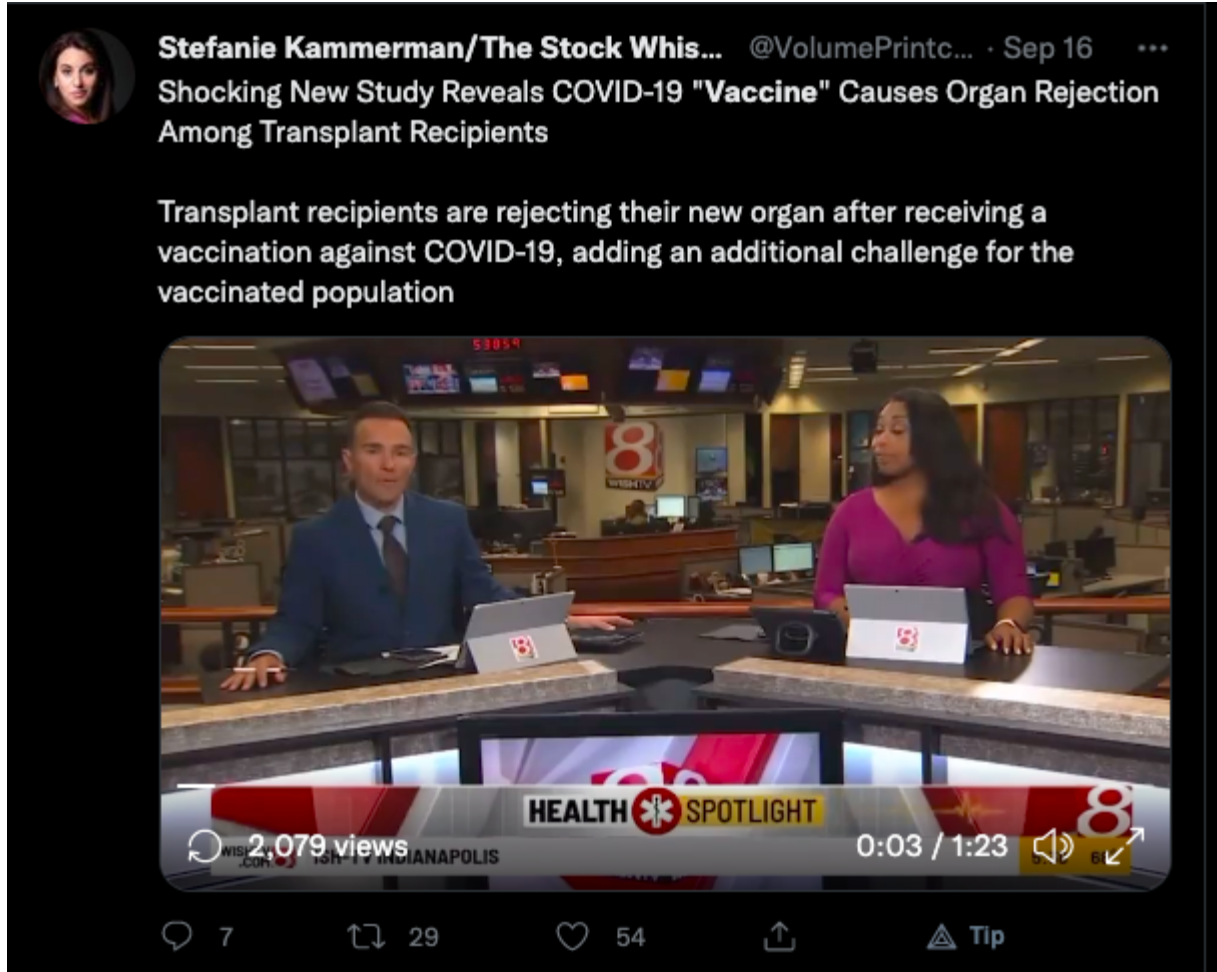 Stefanie Kammerman/The Stock Whis... @VolumePrintc... · Sep 16 ···
Shocking New Study Reveals COVID-19 "Vaccine" Causes Organ Rejection
Among Transplant Recipients
Transplant recipients are rejecting their new organ after receiving a
vaccination against COVID-19, adding an additional challenge for the
vaccinated population
53859
8
WISHTV
8
8
HEALTH SPOTLIGHT
8
2,079 views
0:03 / 1:23
INDIANAPOLIS
7 29 54 Tip